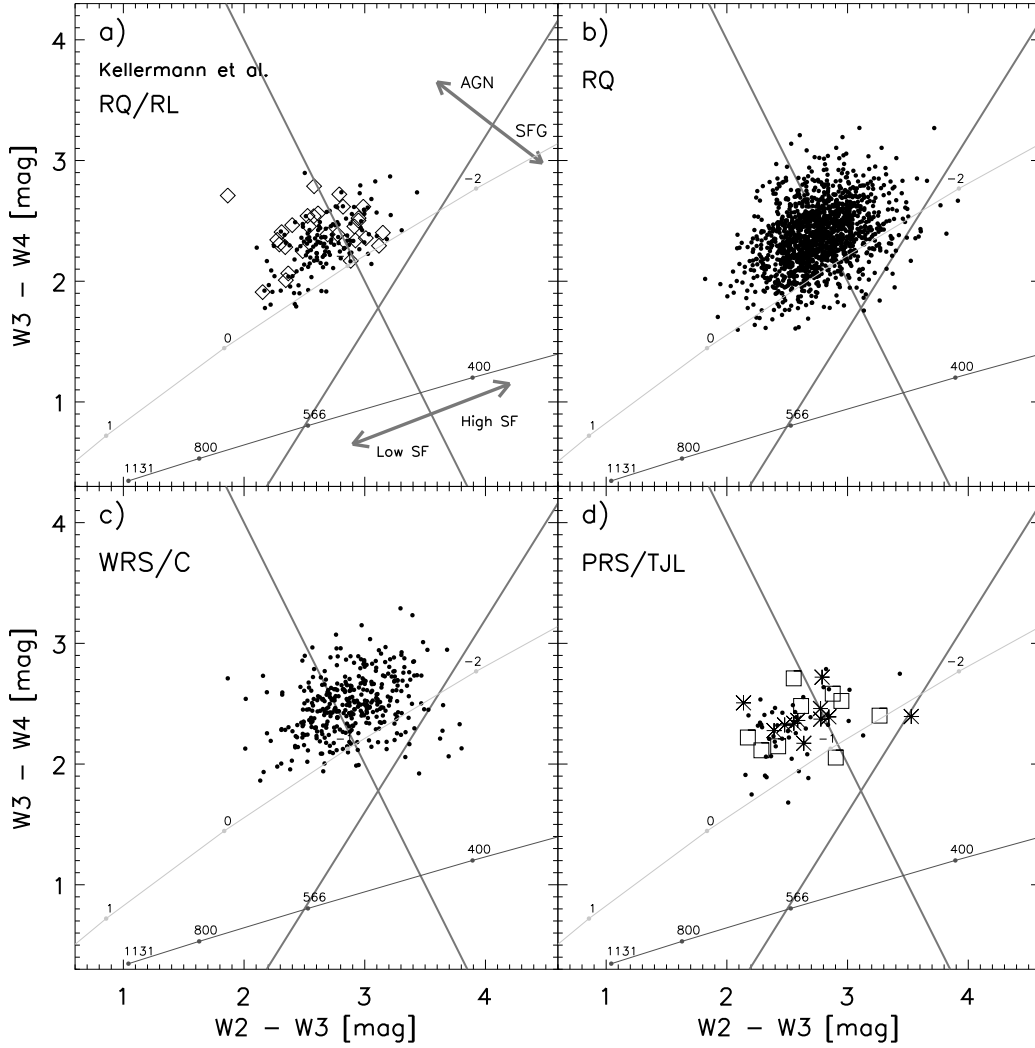 a)
Kellermann et al.
RQ/RL
AGN
SFG
−2
0
1
400
566
800
1131
High SF
Low SF
b)
RQ
−2
0
1
400
566
800
1131
c)
WRS/C
−2
0
1
400
566
800
1131
d)
PRS/TJL
−2
−1
0
1
400
566
800
1131
4
3
2
1
W3 − W4 [mag]
4
3
2
1
W3 − W4 [mag]
1 2 3 4
W2 − W3 [mag]
1 2 3 4
W2 − W3 [mag]